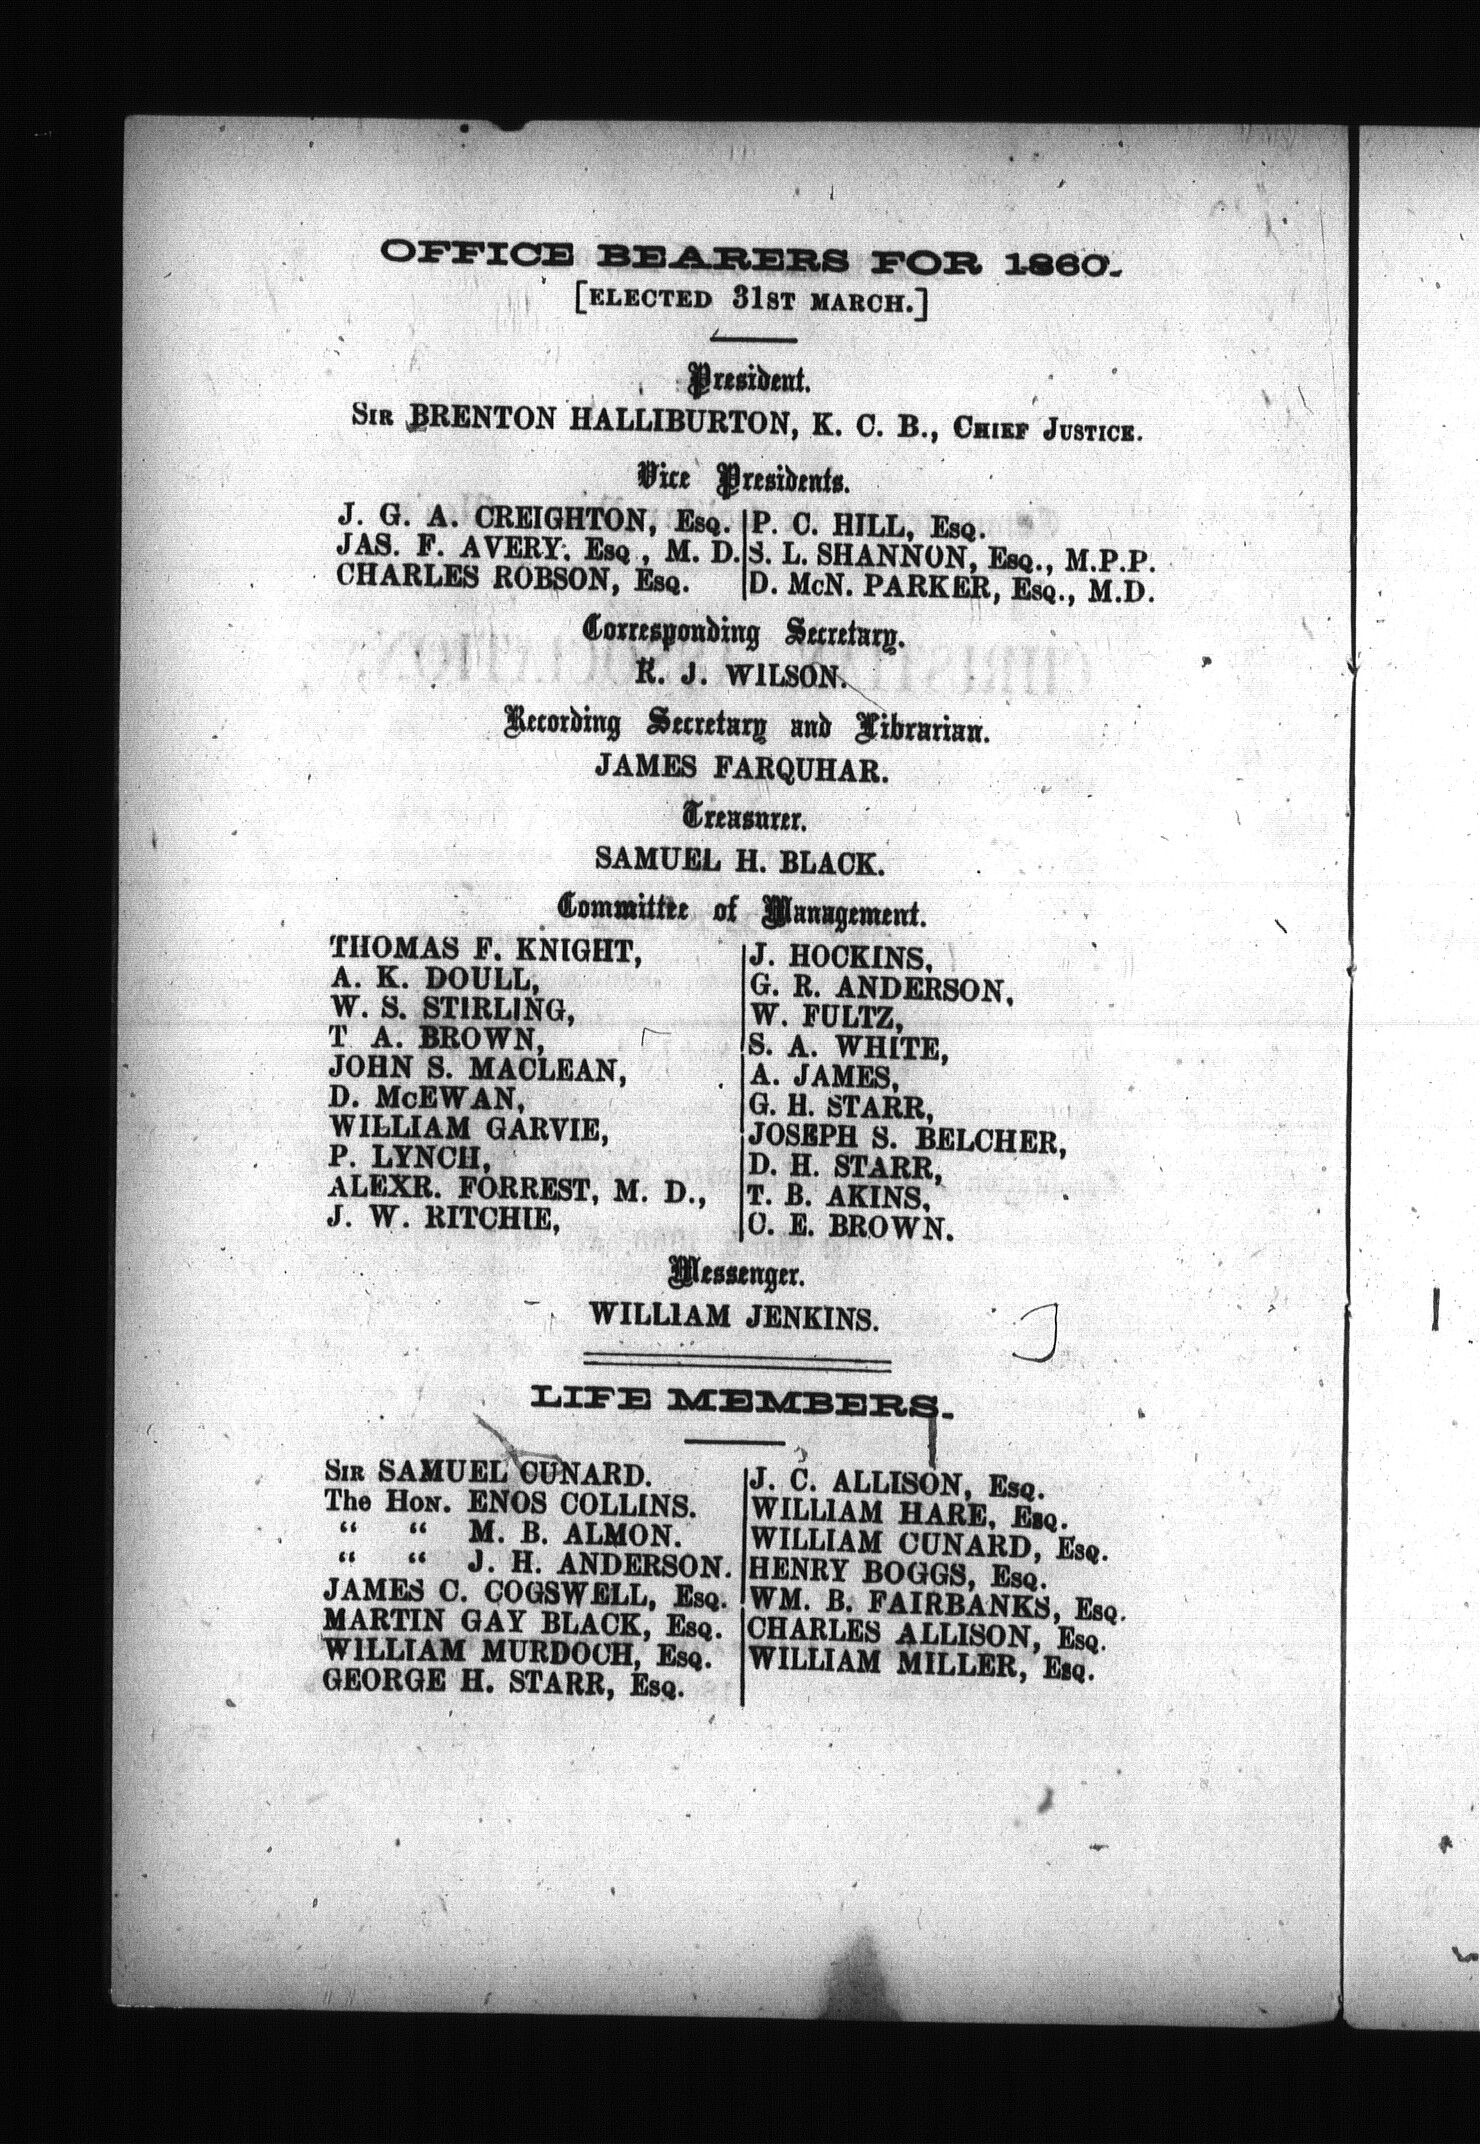 OFFICE BEARERS FOR 1860.
[ELECTED 31ST MARCH.]
President.
SIR BRENTON HALLIBURTON, K. C. B., CHIEF JUSTICE.
Vice Presidents.
J. G. A. CREIGHTON, ESQ.
JAS. F. AVERY. ESQ , M. D.
CHARLES ROBSON, ESQ.
P. C. HILL, ESQ.
S. L. SHANNON, ESQ., M.P.P.
D. McN. PARKER, ESQ., M.D.
Corresponding Secretary.
R. J. WILSON.
Recording Secretary and Librarian.
JAMES FARQUHAR.
Treasurer.
SAMUEL H. BLACK.
Committee of Management.
THOMAS F. KNIGHT,
A. K. DOULL,
W. S. STIRLING,
T A. BROWN,
JOHN S. MACLEAN,
D. McEWAN,
WILLIAM GARVIE,
P. LYNCH,
ALEXR. FORREST, M. D.,
J. W. RITCHIE,
J. HOCKINS,
G. R. ANDERSON,
W. FULTZ,
S. A. WHITE,
A. JAMES,
G. H. STARR,
JOSEPH S. BELCHER,
D. H. STARR,
T. B. AKINS,
C. E. BROWN.
Messenger.
WILLIAM JENKINS.
LIFE MEMBERS.
SIR SAMUEL CUNARD.
The HON. ENOS COLLINS.
“ “ M. B. ALMON.
“ “ J. H. ANDERSON.
JAMES C. COGSWELL, ESQ.
MARTIN GAY BLACK, ESQ.
WILLIAM MURDOCH, ESQ.
GEORGE H. STARR, ESQ.
J. C. ALLISON, ESQ.
WILLIAM HARE, ESQ.
WILLIAM CUNARD, ESQ.
HENRY BOGGS, ESQ.
WM. B. FAIRBANKS, ESQ.
CHARLES ALLISON, ESQ.
WILLIAM MILLER, ESQ.